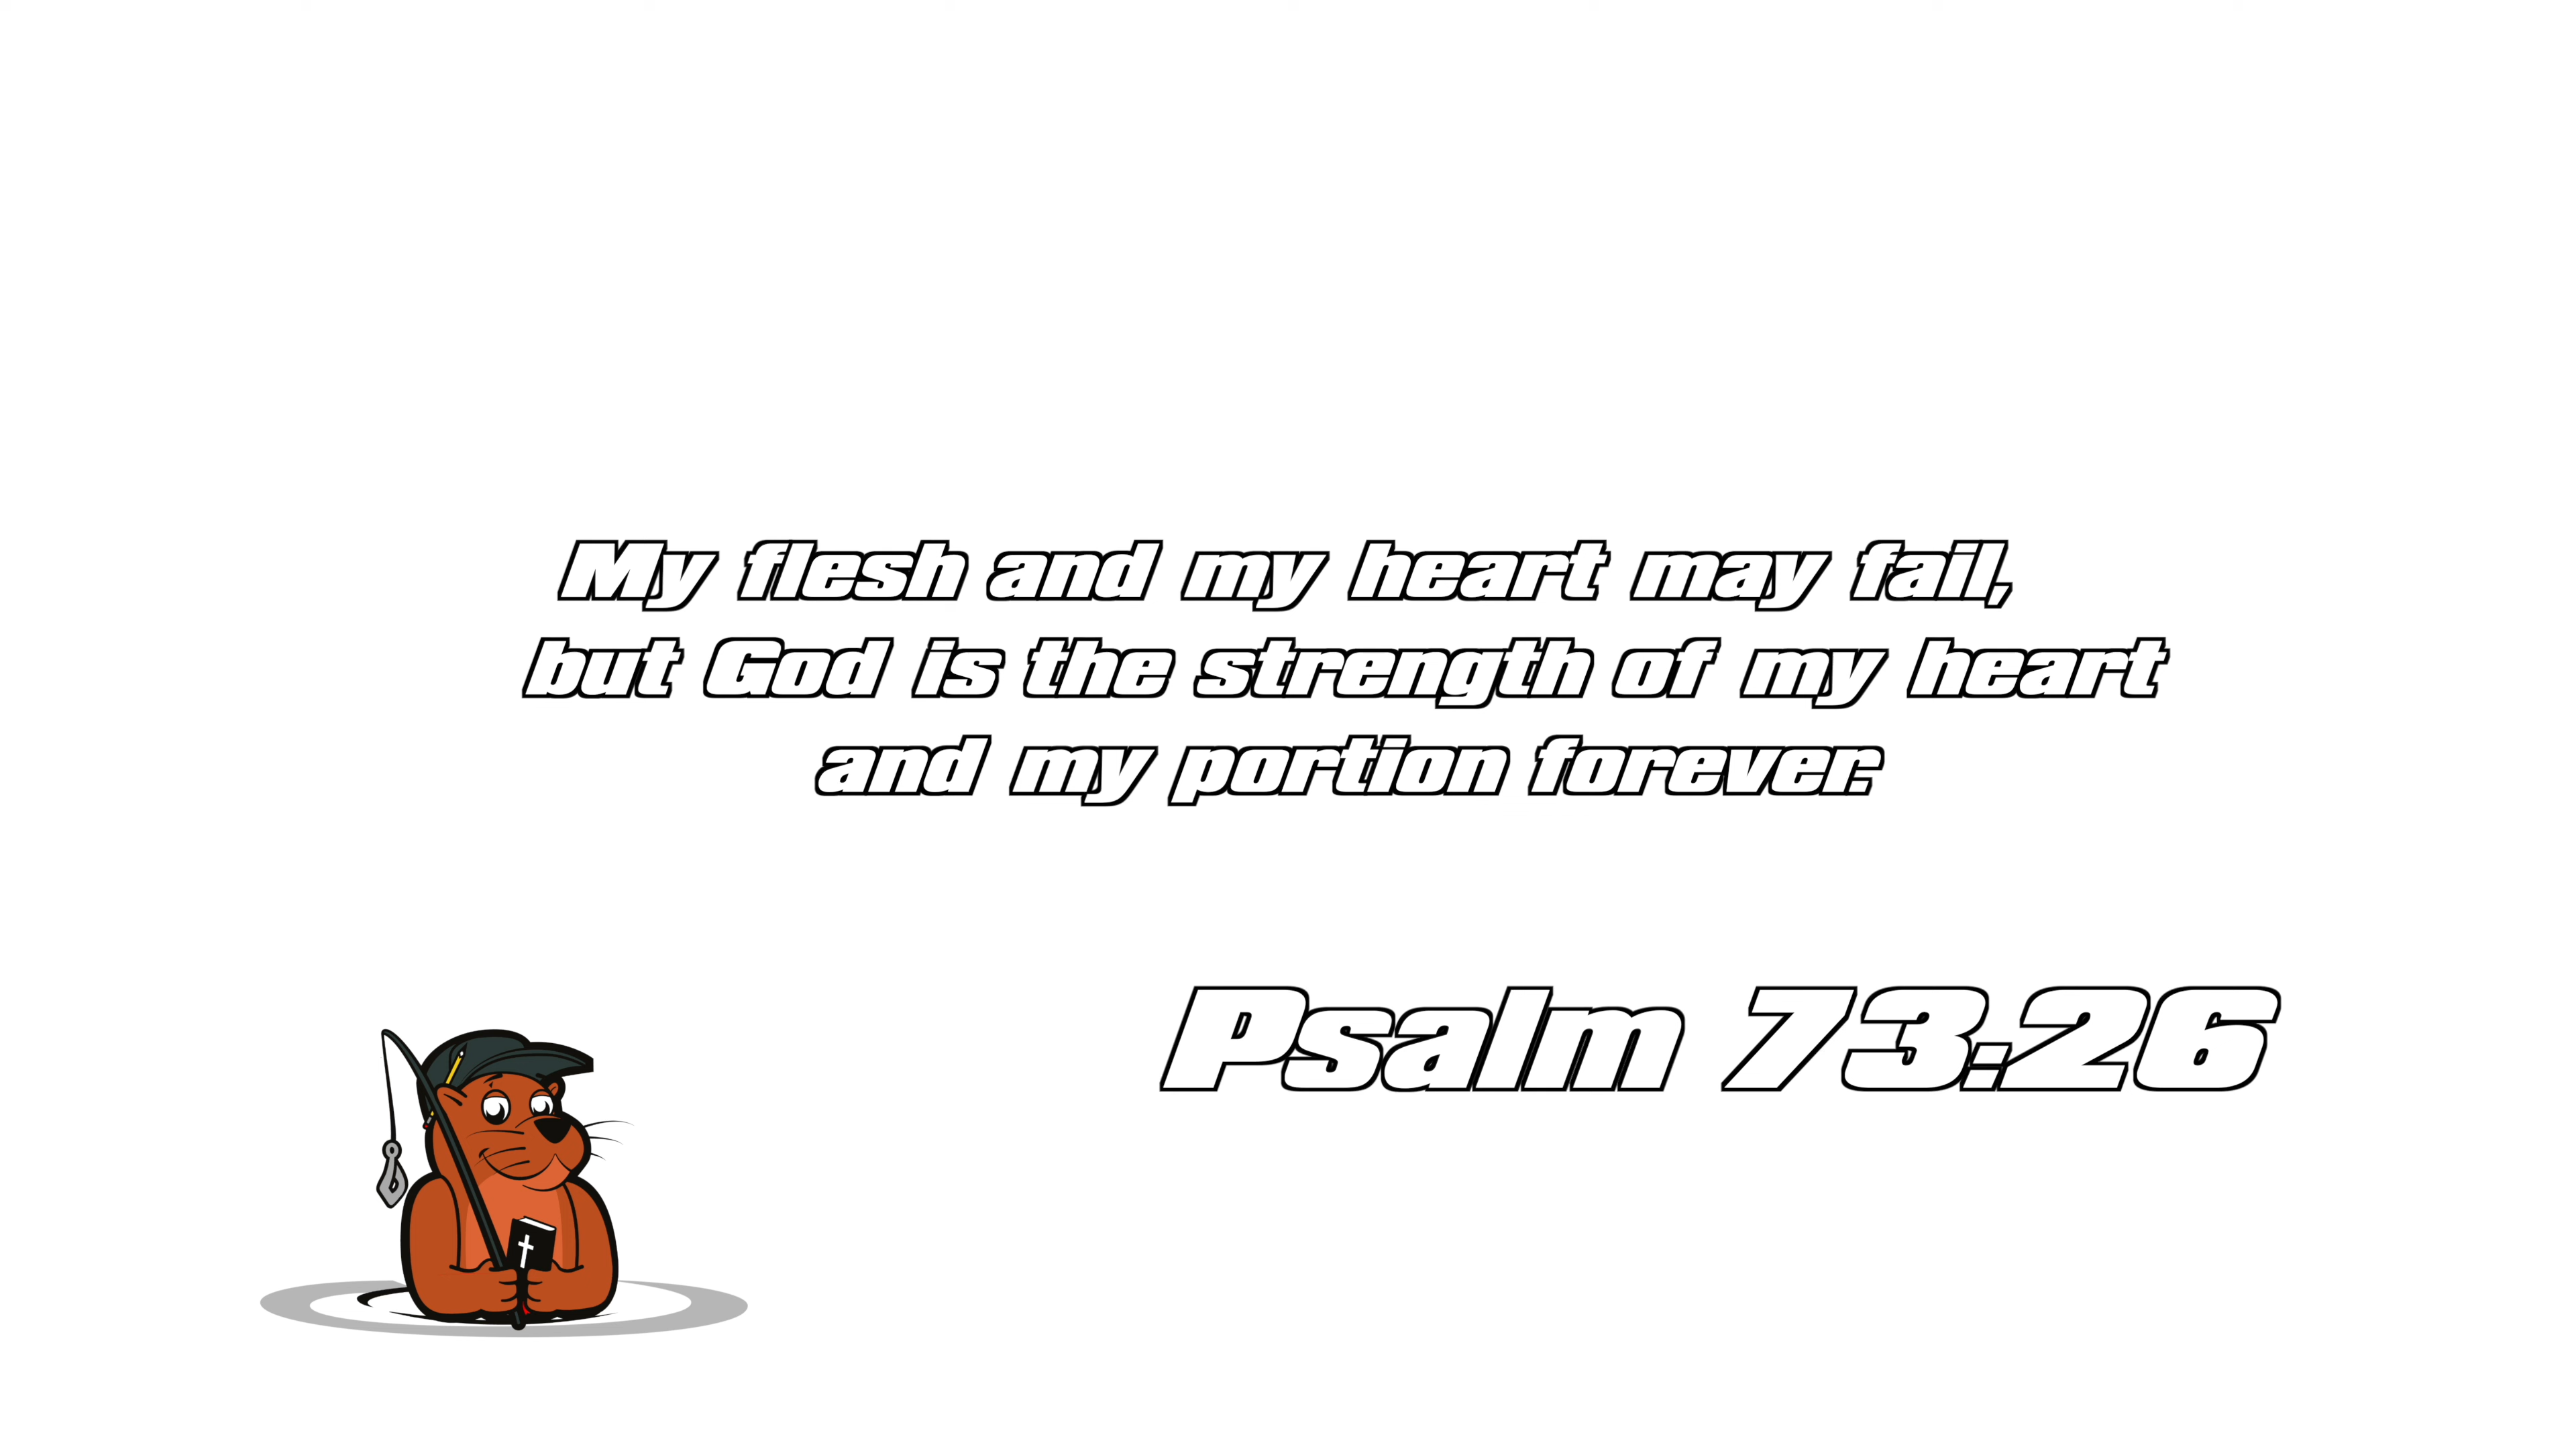 My flesh and my heart may fail,
but God is the strength of my heart
and my portion forever.
Psalm 73:26